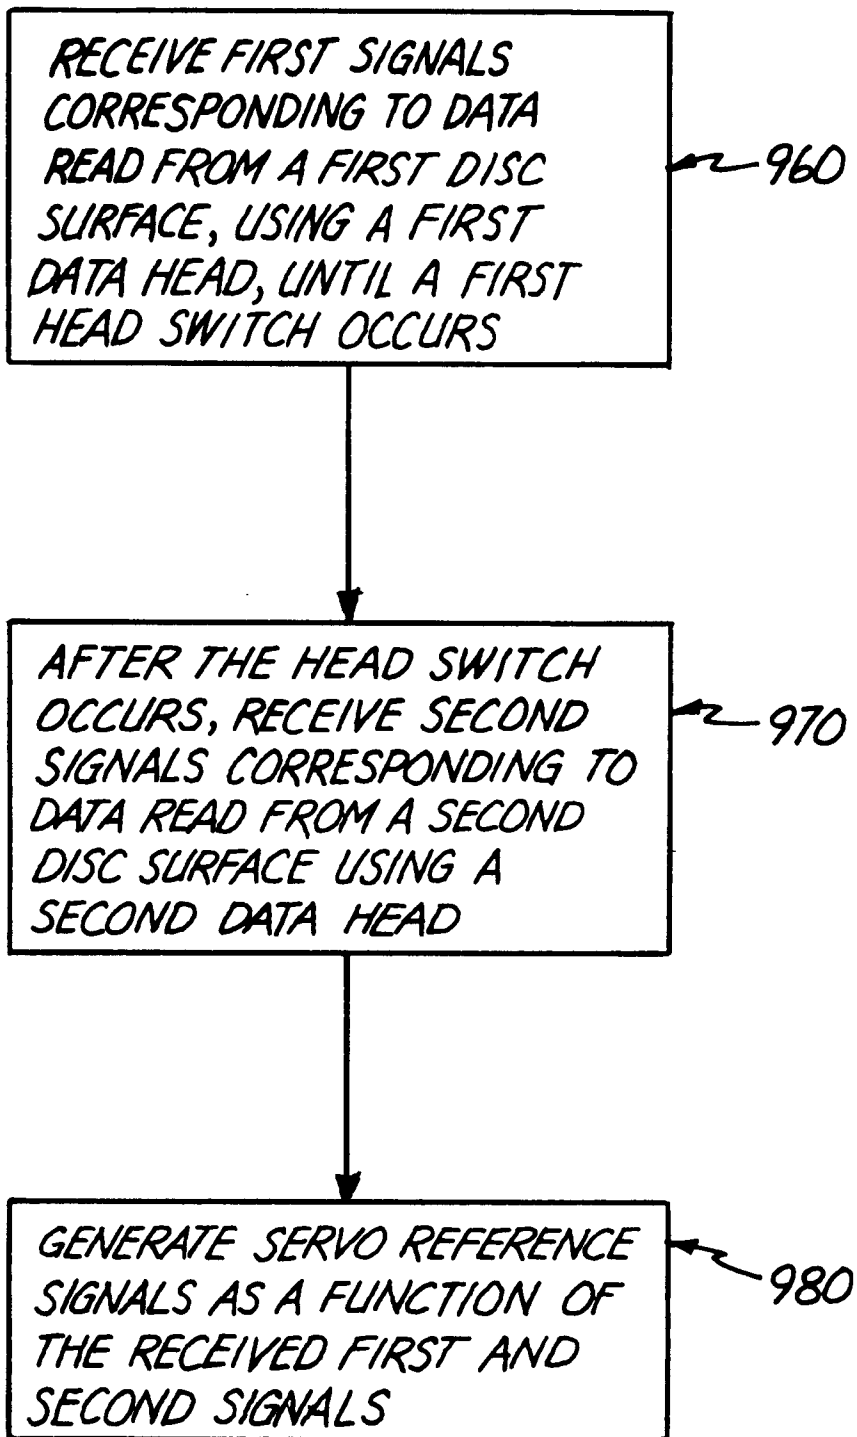 RECEIVE FIRST SIGNALS
CORRESPONDING TO DATA
READ FROM A FIRST DISC
SURFACE, USING A FIRST
DATA HEAD, UNTIL A FIRST
HEAD SWITCH OCCURS
960
AFTER THE HEAD SWITCH
OCCURS, RECEIVE SECOND
SIGNALS CORRESPONDING TO
DATA READ FROM A SECOND
DISC SURFACE USING A
SECOND DATA HEAD
970
GENERATE SERVO REFERENCE
SIGNALS AS A FUNCTION OF
THE RECEIVED FIRST AND
SECOND SIGNALS
980